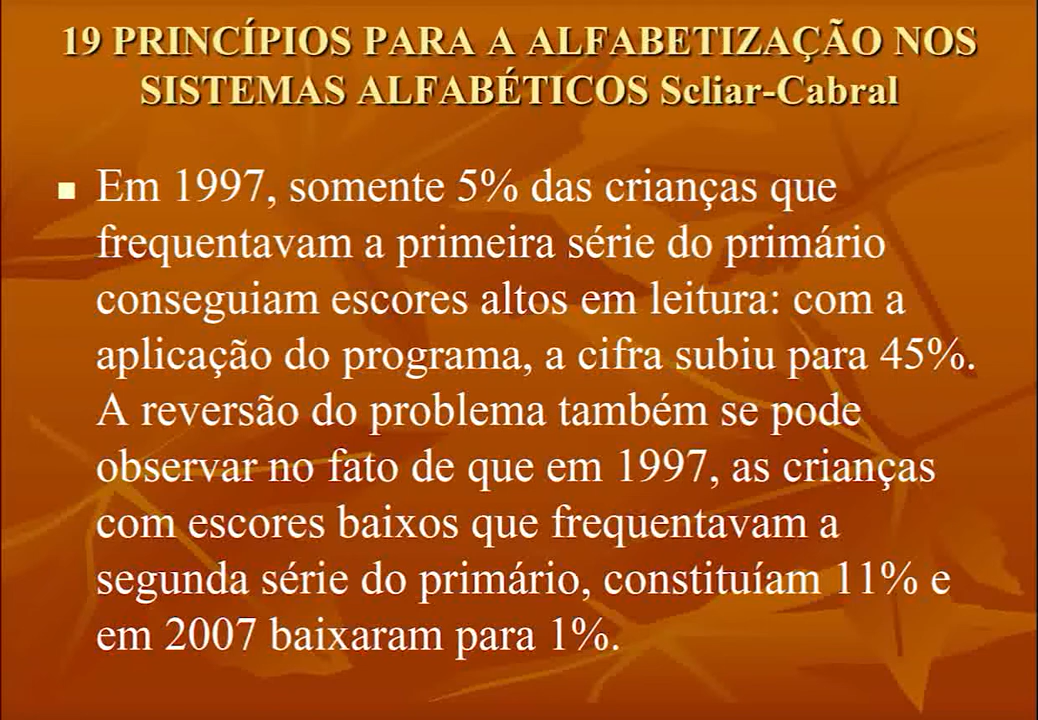 19 PRINCÍPIOS PARA A ALFABETIZAÇÃO NOS
SISTEMAS ALFABÉTICOS Scliar-Cabral
Em 1997, somente 5% das crianças que
frequentavam a primeira série do primário
conseguiam escores altos em leitura: com a
aplicação do programa, a cifra subiu para 45%.
A reversão do problema também se pode
observar no fato de que em 1997, as crianças
com escores baixos que frequentavam a
segunda série do primário, constituíam 11% e
em 2007 baixaram para 1%.